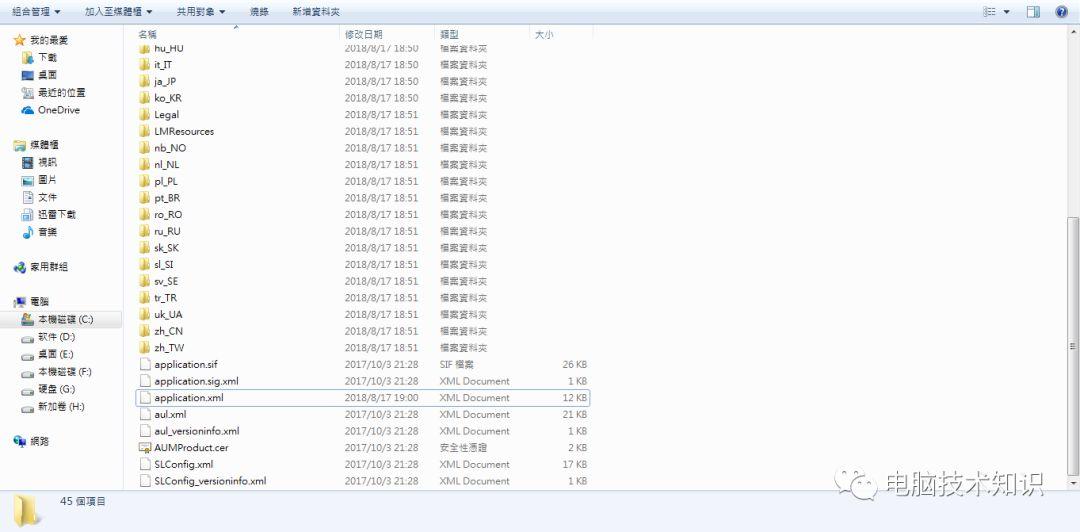 組合管理 加入至媒體櫃 共用對象 燒錄 新增資料夾
名稱 修改日期 類型 大小
我的最愛
下載
桌面
最近的位置
OneDrive
媒體櫃
視訊
圖片
文件
迅雷下載
音樂
家用群組
電腦
本機磁碟 (C:)
软件 (D:)
桌面 (E:)
本機磁碟 (F:)
硬盘 (G:)
新加卷 (H:)
網路
hu_HU 2018/8/17 18:50 檔案資料夾
it_IT 2018/8/17 18:50 檔案資料夾
ja_JP 2018/8/17 18:50 檔案資料夾
ko_KR 2018/8/17 18:50 檔案資料夾
Legal 2018/8/17 18:51 檔案資料夾
LMResources 2018/8/17 18:51 檔案資料夾
nb_NO 2018/8/17 18:51 檔案資料夾
nl_NL 2018/8/17 18:51 檔案資料夾
pl_PL 2018/8/17 18:51 檔案資料夾
pt_BR 2018/8/17 18:51 檔案資料夾
ro_RO 2018/8/17 18:51 檔案資料夾
ru_RU 2018/8/17 18:51 檔案資料夾
sk_SK 2018/8/17 18:51 檔案資料夾
sl_SI 2018/8/17 18:51 檔案資料夾
sv_SE 2018/8/17 18:51 檔案資料夾
tr_TR 2018/8/17 18:51 檔案資料夾
uk_UA 2018/8/17 18:51 檔案資料夾
zh_CN 2018/8/17 18:51 檔案資料夾
zh_TW 2018/8/17 18:51 檔案資料夾
application.sif 2017/10/3 21:28 SIF 檔案 26 KB
application.sig.xml 2017/10/3 21:28 XML Document 1 KB
application.xml 2018/8/17 19:00 XML Document 12 KB
aul.xml 2017/10/3 21:28 XML Document 21 KB
aul_versioninfo.xml 2017/10/3 21:28 XML Document 1 KB
AUMProduct.cer 2017/10/3 21:28 安全性憑證 2 KB
SLConfig.xml 2017/10/3 21:28 XML Document 17 KB
SLConfig_versioninfo.xml 2017/10/3 21:28 XML Document 1 KB
电脑技术知识
45 個項目